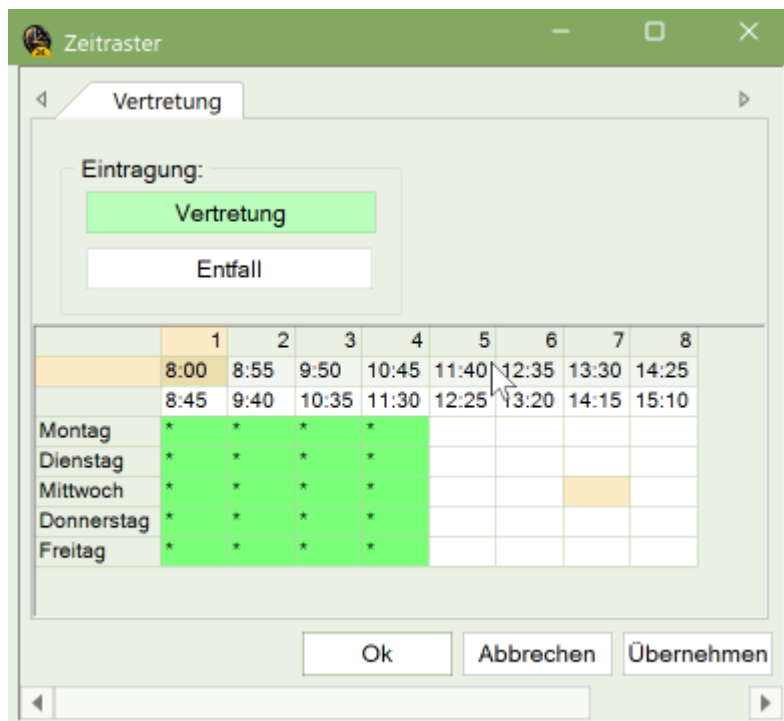 Zeitraster
Vertretung
Eintragung:
Vertretung
Entfall
1 2 3 4 5 6 7 8
8:00 8:55 9:50 10:45 11:40 12:35 13:30 14:25
8:45 9:40 10:35 11:30 12:25 13:20 14:15 15:10
Montag * * * *
Dienstag * * * *
Mittwoch * * * *
Donnerstag * * * *
Freitag * * * *
Ok Abbrechen Übernehmen